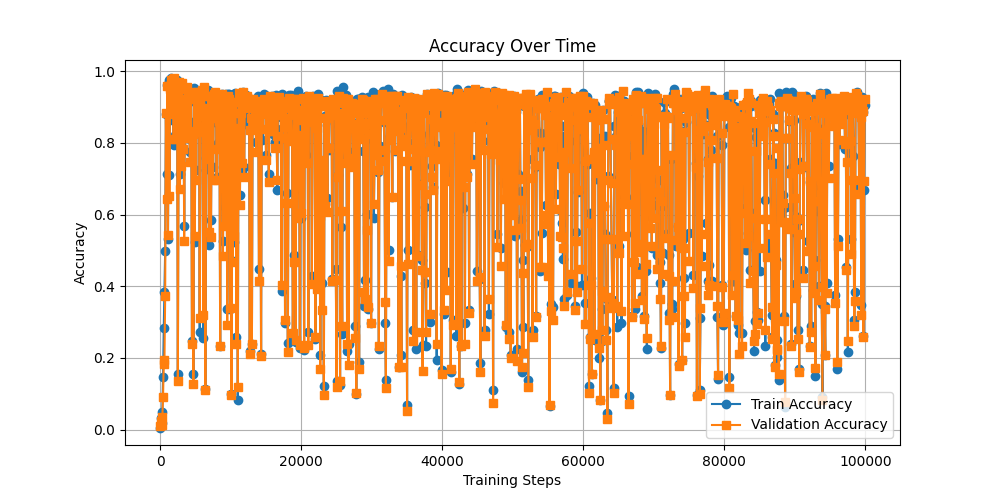 Accuracy Over Time
1.0
0.8
0.6
0.4
0.2
0.0
Accuracy
0
20000
40000
60000
80000
100000
Training Steps
Train Accuracy
Validation Accuracy